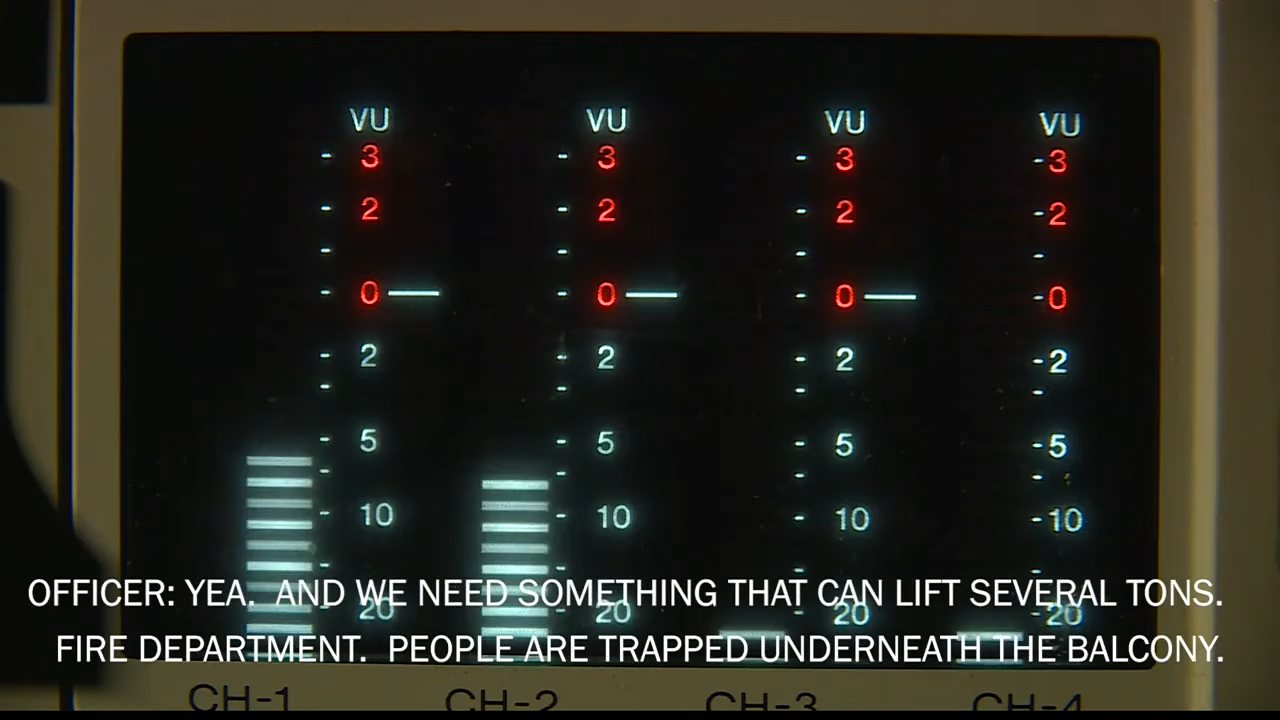 VU VU VU VU
3 3 3 -3
2 2 2 -2
0 0 0 -0
2 2 2 -2
5 5 5 -5
10 10 10 -10
20 20 20 -20
OFFICER: YEA. AND WE NEED SOMETHING THAT CAN LIFT SEVERAL TONS.
FIRE DEPARTMENT. PEOPLE ARE TRAPPED UNDERNEATH THE BALCONY.
CH-1 CH-2 CH-3 CH-4